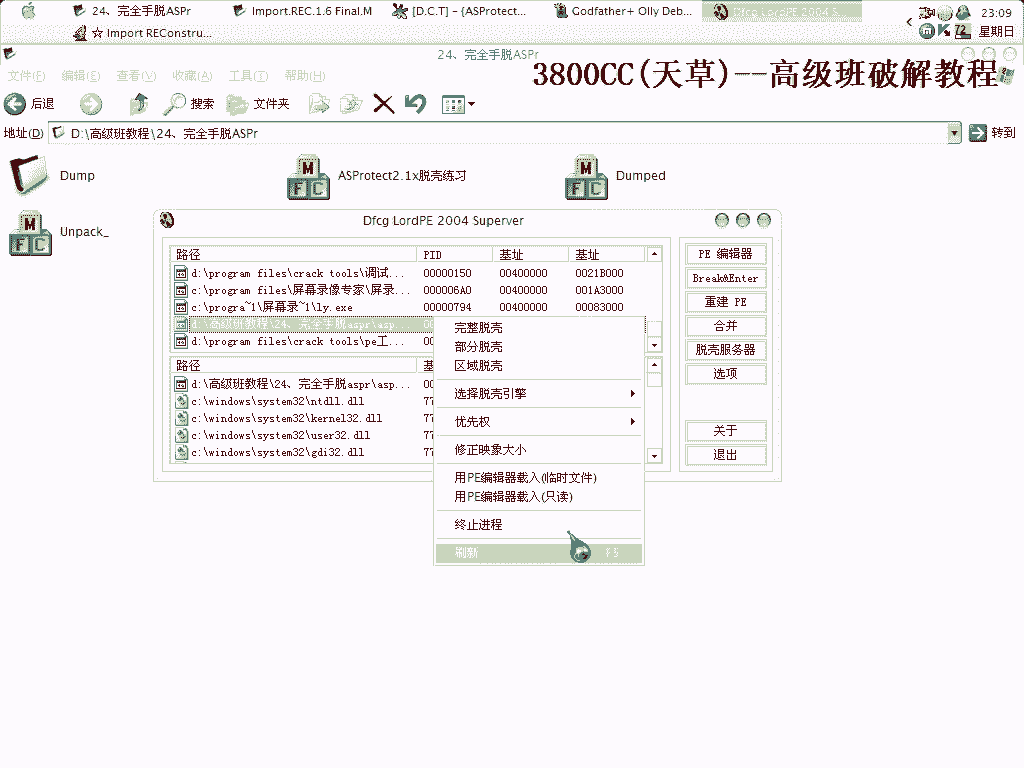 24、完全手脱ASPr
Import.REC.1.6 Final.M
[D.C.T] - {ASProtect...
Godfather+ Olly Deb...
Dfcg LordPE 2004 S...
72
23:09
☆ Import REConstru...
星期日
24、完全手脱ASPr
文件(F) 编辑(E) 查看(V) 收藏(A) 工具(T) 帮助(H)
3800CC(天草)--高级班破解教程
后退 搜索 文件夹
地址(D) D:\高级班教程\24、完全手脱ASPr 转到
Dump
ASProtect2.1x脱壳练习
Dumped
Unpack_
Dfcg LordPE 2004 Superver
路径 PID 基址 基址
d:\program files\crack tools\调试... 00000150 00400000 0021B000
d:\program files\屏幕录像专家\屏录... 000006A0 00400000 001A3000
c:\progra~1\屏幕录~1\ly.exe 00000794 00400000 00083000
d:\高级班教程\24、完全手脱aspr\asp...
d:\program files\crack tools\pe工...
路径
d:\高级班教程\24、完全手脱aspr\asp...
c:\windows\system32\ntdll.dll 77
c:\windows\system32\kernel32.dll 77
c:\windows\system32\user32.dll 77
c:\windows\system32\gdi32.dll 77
PE 编辑器
Break&Enter
重建 PE
合并
脱壳服务器
选项
关于
退出
完整脱壳
部分脱壳
区域脱壳
选择脱壳引擎
优先权
修正映象大小
用PE编辑器载入(临时文件)
用PE编辑器载入(只读)
终止进程
刷新 F5